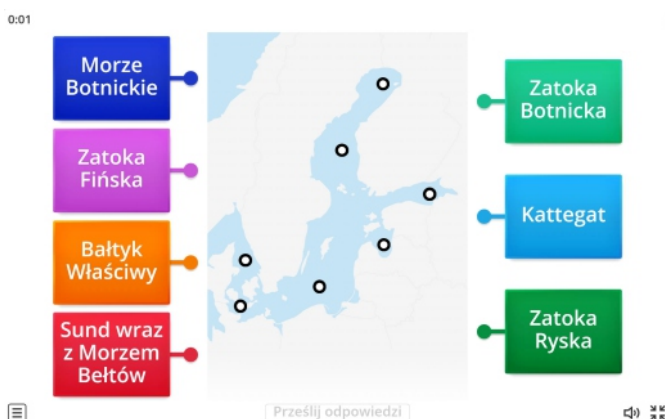 0:01
Morze
Botnickie
Zatoka
Fińska
Bałtyk
Właściwy
Sund wraz
z Morzem
Bełtów
Zatoka
Botnicka
Kattegat
Zatoka
Ryska
Prześlij odpowiedzi